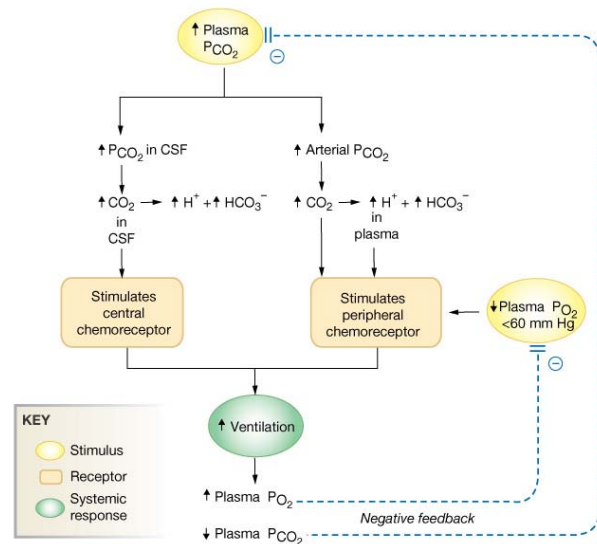 ↑ Plasma
PCO₂
⊖
↑ PCO₂ in CSF
↑ Arterial PCO₂
↑ CO₂ → ↑ H⁺ + ↑ HCO₃⁻
in
CSF
↑ CO₂ → ↑ H⁺ + ↑ HCO₃⁻
in
plasma
Stimulates
central
chemoreceptor
Stimulates
peripheral
chemoreceptor
↓ Plasma PO₂
<60 mm Hg
⊖
KEY
Stimulus
Receptor
Systemic
response
↑ Ventilation
↑ Plasma PO₂
Negative feedback
↓ Plasma PCO₂